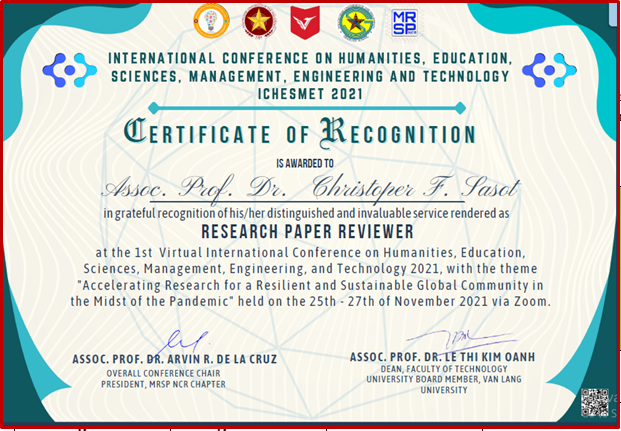 MRSP
INTERNATIONAL CONFERENCE ON HUMANITIES, EDUCATION,
SCIENCES, MANAGEMENT, ENGINEERING AND TECHNOLOGY
ICHESMET 2021
CERTIFICATE OF RECOGNITION
IS AWARDED TO
Assoc. Prof. Dr. Christoper F. Sasot
in grateful recognition of his/her distinguished and invaluable service rendered as
RESEARCH PAPER REVIEWER
at the 1st Virtual International Conference on Humanities, Education,
Sciences, Management, Engineering, and Technology 2021, with the theme
"Accelerating Research for a Resilient and Sustainable Global Community in
the Midst of the Pandemic" held on the 25th - 27th of November 2021 via Zoom.
ASSOC. PROF. DR. ARVIN R. DE LA CRUZ
OVERALL CONFERENCE CHAIR
PRESIDENT, MRSP NCR CHAPTER
ASSOC. PROF. DR. LE THI KIM OANH
DEAN, FACULTY OF TECHNOLOGY
UNIVERSITY BOARD MEMBER, VAN LANG
UNIVERSITY